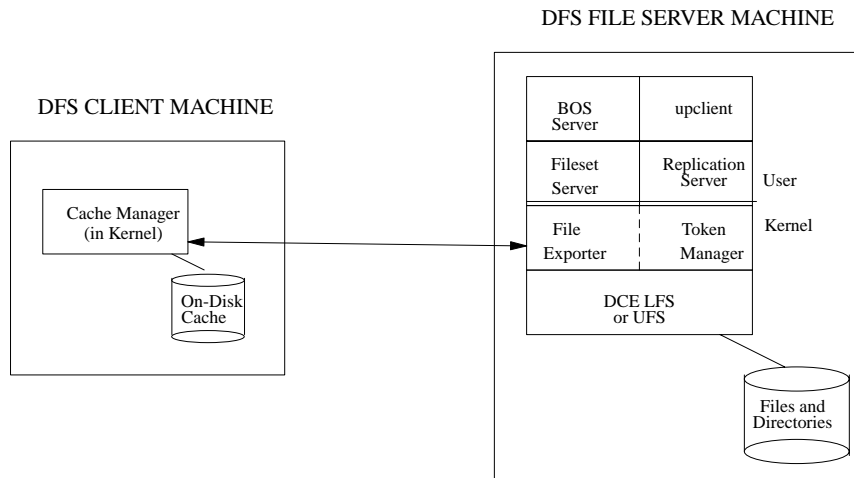 DFS FILE SERVER MACHINE
DFS CLIENT MACHINE
BOS
Server
upclient
Fileset
Server
Replication
Server
User
Cache Manager
(in Kernel)
File
Exporter
Token
Manager
Kernel
On-Disk
Cache
DCE LFS
or UFS
Files and
Directories